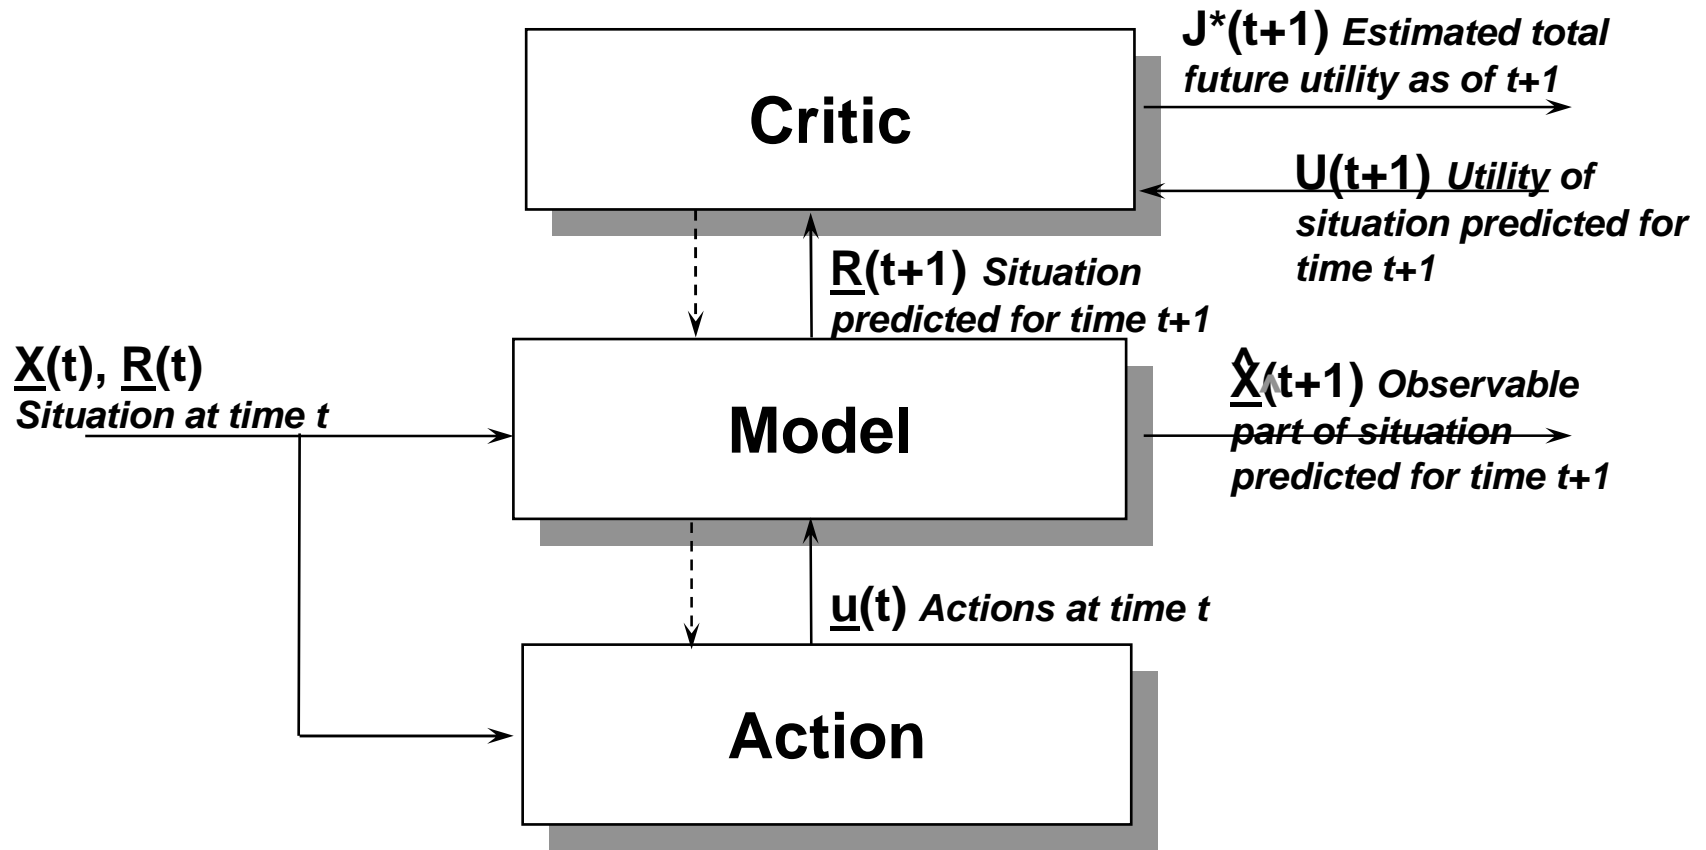 J*(t+1) Estimated total
future utility as of t+1
Critic
U(t+1) Utility of
situation predicted for
time t+1
R(t+1) Situation
predicted for time t+1
X(t), R(t)
Situation at time t
Model
X̂(t+1) Observable
part of situation
predicted for time t+1
u(t) Actions at time t
Action